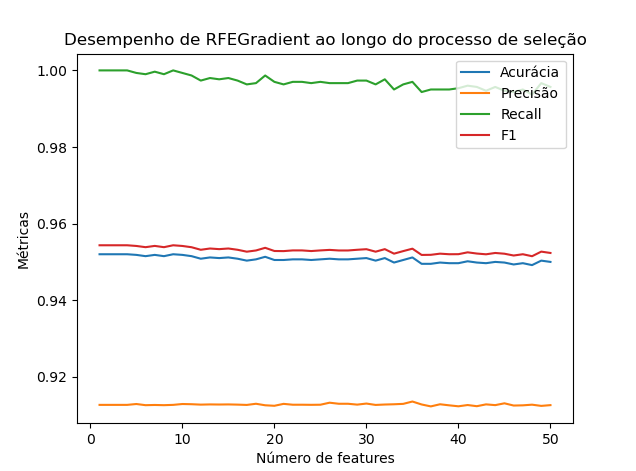 Desempenho de RFEGradient ao longo do processo de seleção
1.00
0.98
0.96
0.94
0.92
Métricas
Acurácia
Precisão
Recall
F1
0
10
20
30
40
50
Número de features